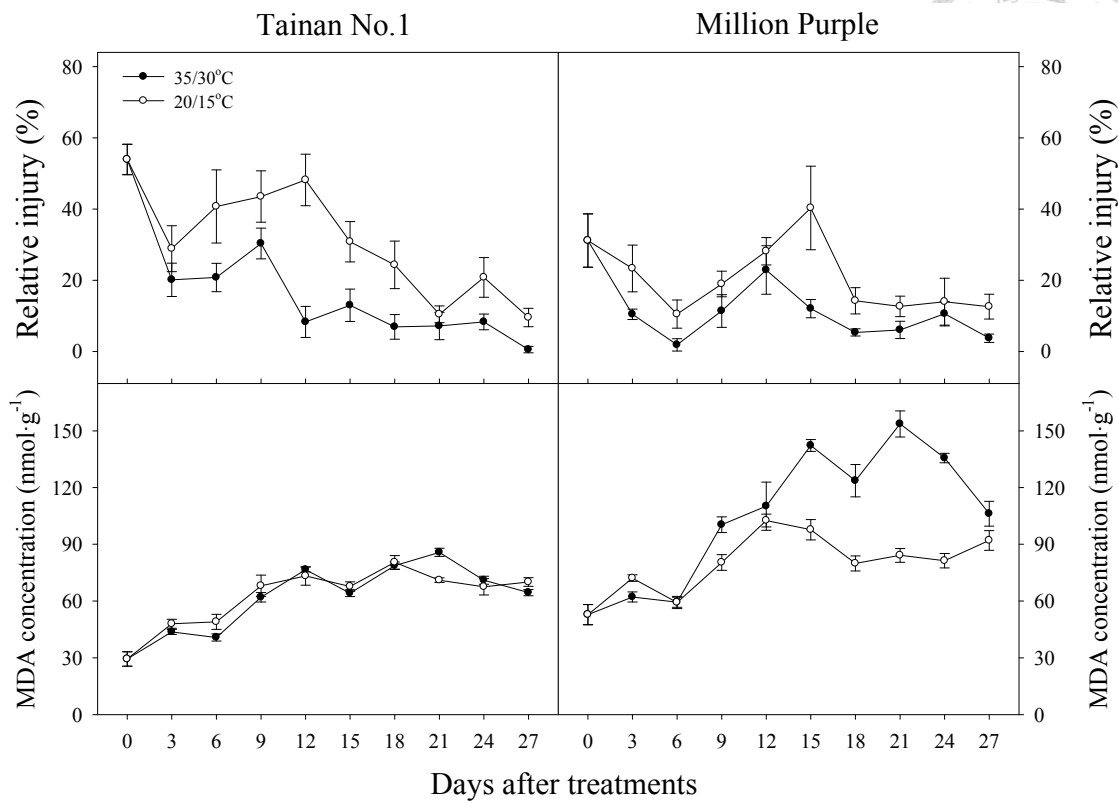 Tainan No.1
Million Purple
80
60
40
20
0
Relative injury (%)
35/30°C
20/15°C
80
60
40
20
0
Relative injury (%)
150
120
90
60
30
0
MDA concentration (nmol·g⁻¹)
150
120
90
60
30
0
MDA concentration (nmol·g⁻¹)
0 3 6 9 12 15 18 21 24 27
0 3 6 9 12 15 18 21 24 27
Days after treatments